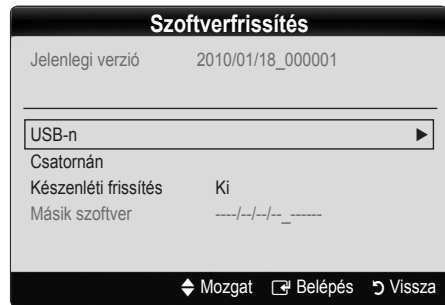 Szoftverfrissítés
Jelenlegi verzió 2010/01/18_000001
USB-n
Csatornán
Készenléti frissítés Ki
Másik szoftver ----/--/--/--_------
Mozgat Belépés Vissza